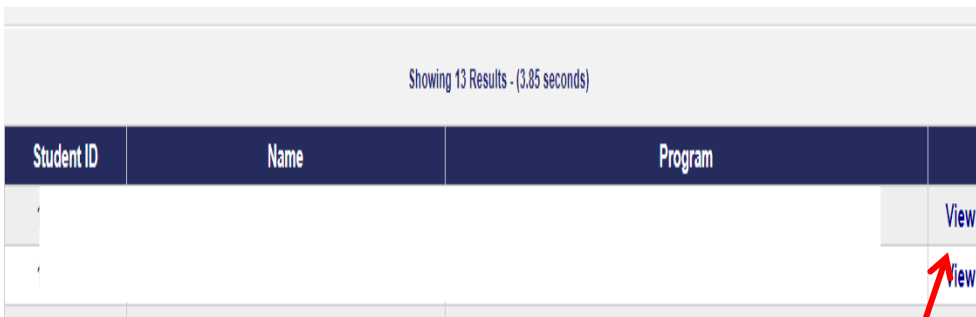 Showing 13 Results - (3.85 seconds)
Student ID Name Program
View
View